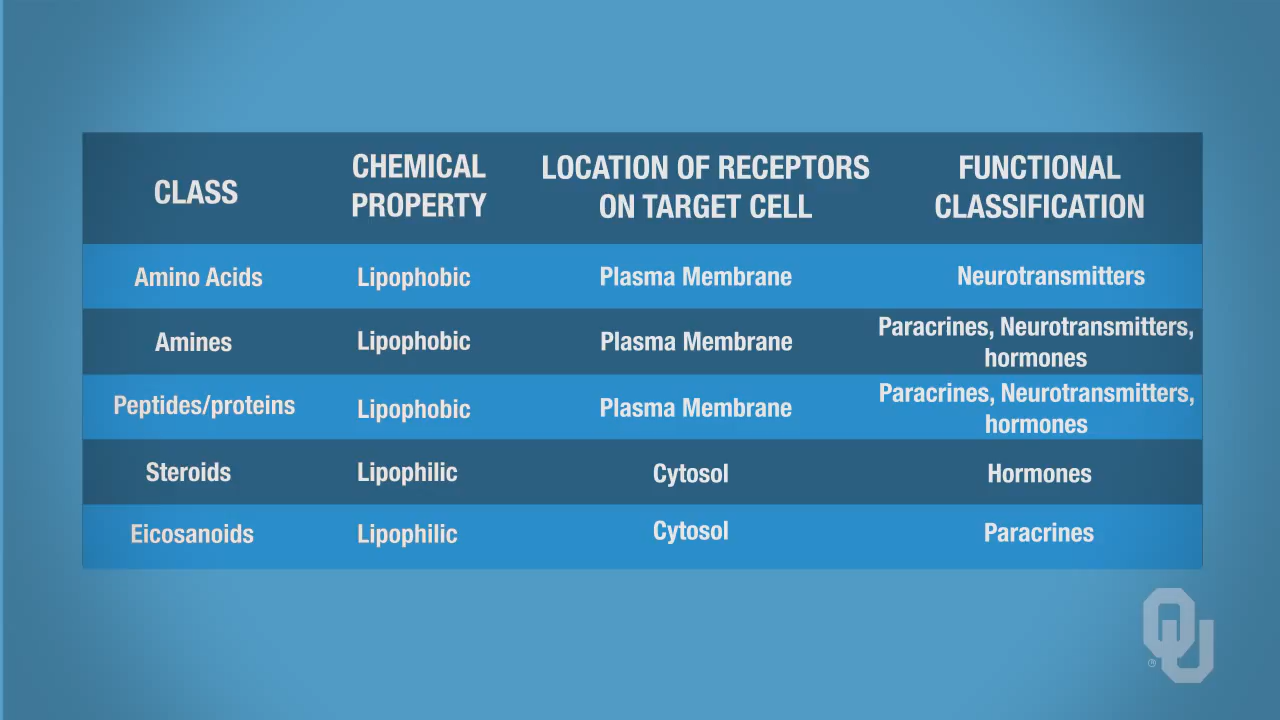 CLASS
CHEMICAL
PROPERTY
LOCATION OF RECEPTORS
ON TARGET CELL
FUNCTIONAL
CLASSIFICATION
Amino Acids
Lipophobic
Plasma Membrane
Neurotransmitters
Amines
Lipophobic
Plasma Membrane
Paracrines, Neurotransmitters,
hormones
Peptides/proteins
Lipophobic
Plasma Membrane
Paracrines, Neurotransmitters,
hormones
Steroids
Lipophilic
Cytosol
Hormones
Eicosanoids
Lipophilic
Cytosol
Paracrines
OU
®